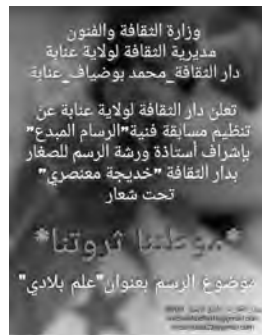 وزارة الثقافة والفنون
مديرية الثقافة لولاية عنابة
دار الثقافة_محمد بوضياف_عنابة
تعلن دار الثقافة لولاية عنابة عن
تنظيم مسابقة فنية "الرسام المبدع"
بإشراف أستاذة ورشة الرسم للصغار
بدار الثقافة "خديجة معنصري"
تحت شعار
*موطننا ثروتنا*
موضوع الرسم بعنوان"علم بلادي"